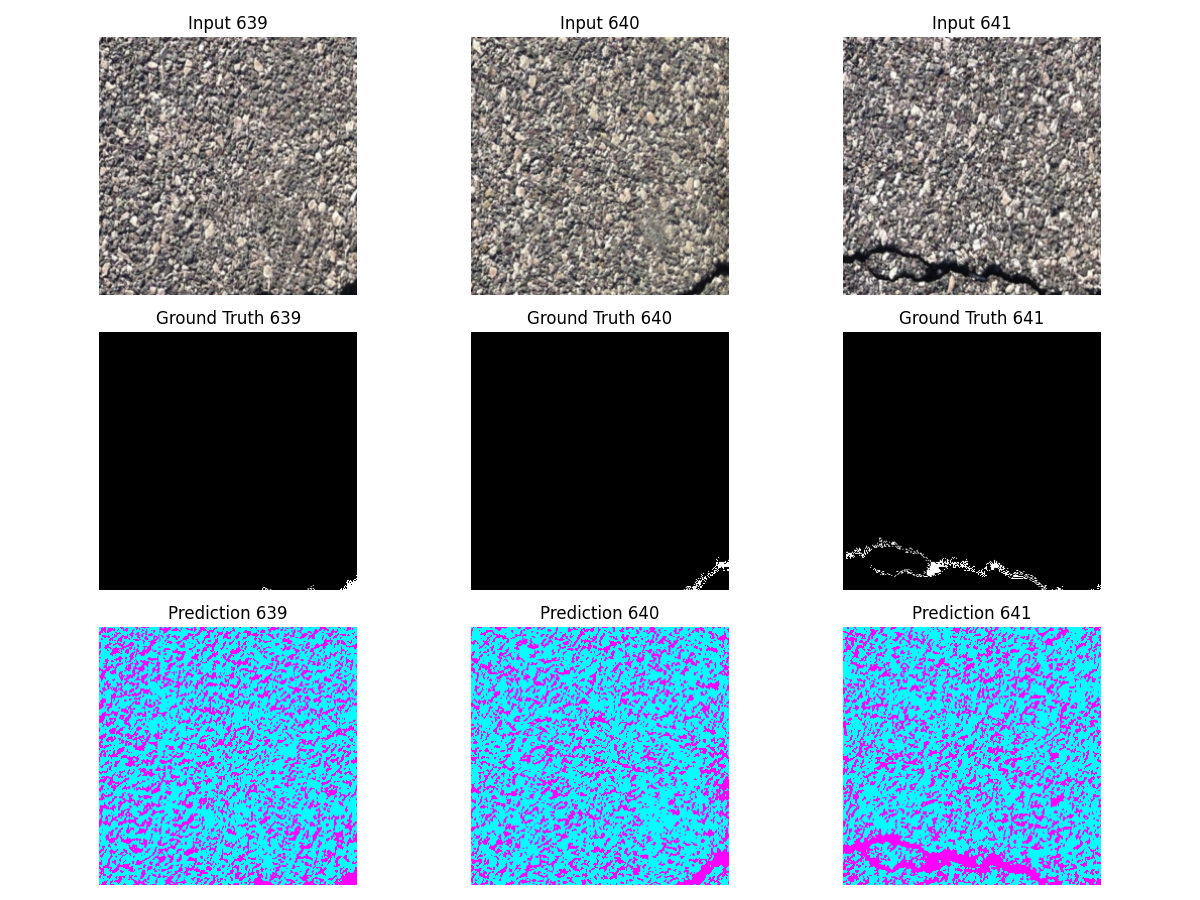 Input 639
Input 640
Input 641
Ground Truth 639
Ground Truth 640
Ground Truth 641
Prediction 639
Prediction 640
Prediction 641